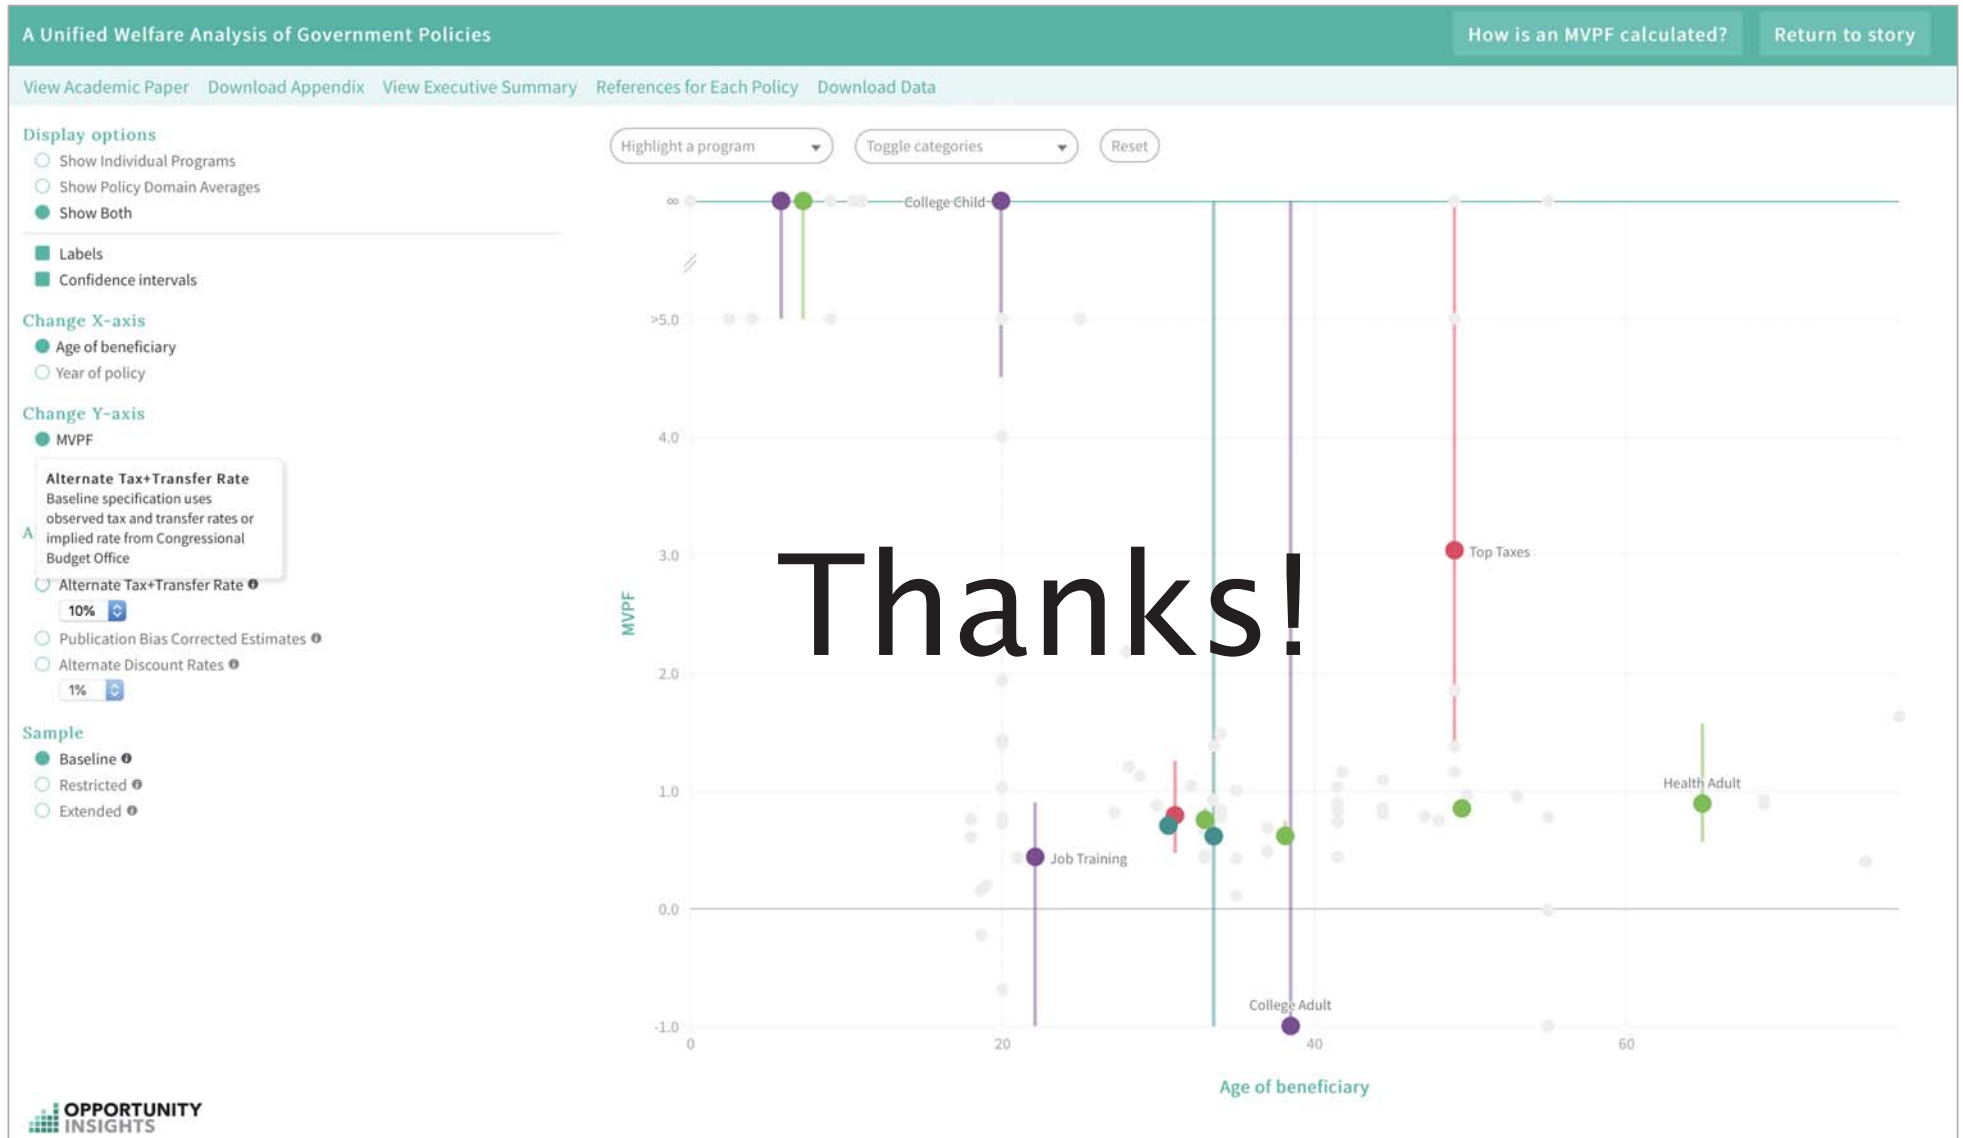 A Unified Welfare Analysis of Government Policies
How is an MVPF calculated?
Return to story
View Academic Paper
Download Appendix
View Executive Summary
References for Each Policy
Download Data
Display options
Show Individual Programs
Show Policy Domain Averages
Show Both
Labels
Confidence intervals
Change X-axis
Age of beneficiary
Year of policy
Change Y-axis
MVPF
Alternate Tax+Transfer Rate
Baseline specification uses
observed tax and transfer rates or
implied rate from Congressional
Budget Office
A
Alternate Tax+Transfer Rate
10%
Publication Bias Corrected Estimates
Alternate Discount Rates
1%
Sample
Baseline
Restricted
Extended
OPPORTUNITY
INSIGHTS
Highlight a program
Toggle categories
Reset
∞
>5.0
4.0
3.0
2.0
1.0
0.0
-1.0
MVPF
College Child
Top Taxes
Thanks!
Health Adult
Job Training
College Adult
0
20
40
60
Age of beneficiary